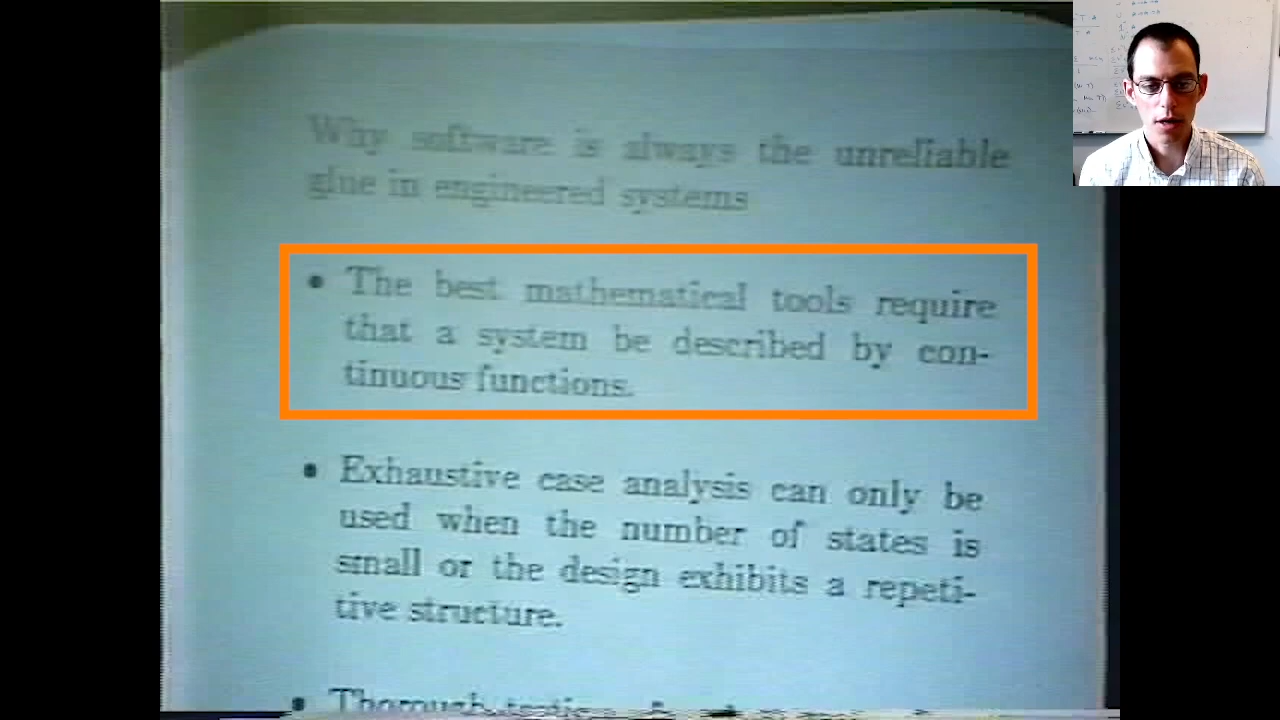 Why software is always the unreliable
glue in engineered systems
• The best mathematical tools require
that a system be described by con-
tinuous functions.
• Exhaustive case analysis can only be
used when the number of states is
small or the design exhibits a repeti-
tive structure.
• Thorough